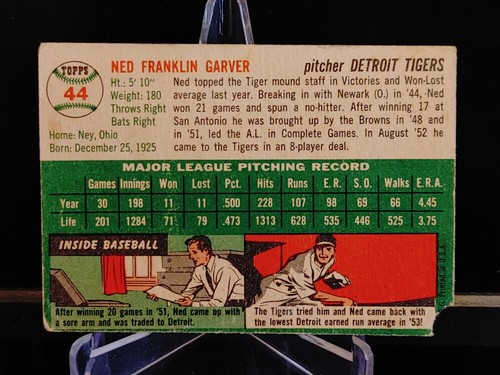 TOPPS
44
NED FRANKLIN GARVER
pitcher DETROIT TIGERS
Ht.: 5' 10"
Weight: 180
Throws Right
Bats Right
Home: Ney, Ohio
Born: December 25, 1925
Ned topped the Tiger mound staff in Victories and Won-Lost
average last year. Breaking in with Newark (O.) in '44, Ned
won 21 games and spun a no-hitter. After winning 17 at
San Antonio he was brought up by the Browns in '48 and
in '51, led the A.L. in Complete Games. In August '52 he
came to the Tigers in an 8-player deal.
MAJOR LEAGUE PITCHING RECORD
Games Innings Won Lost Pct. Hits Runs E.R. S.O. Walks E.R.A.
Year 30 198 11 11 .500 228 107 98 69 66 4.45
Life 201 1284 71 79 .473 1313 628 535 446 525 3.75
INSIDE BASEBALL
After winning 20 games in '51, Ned came up with
a sore arm and was traded to Detroit.
The Tigers tried him and Ned came back with
the lowest Detroit earned run average in '53!
Printed in U.S.A.